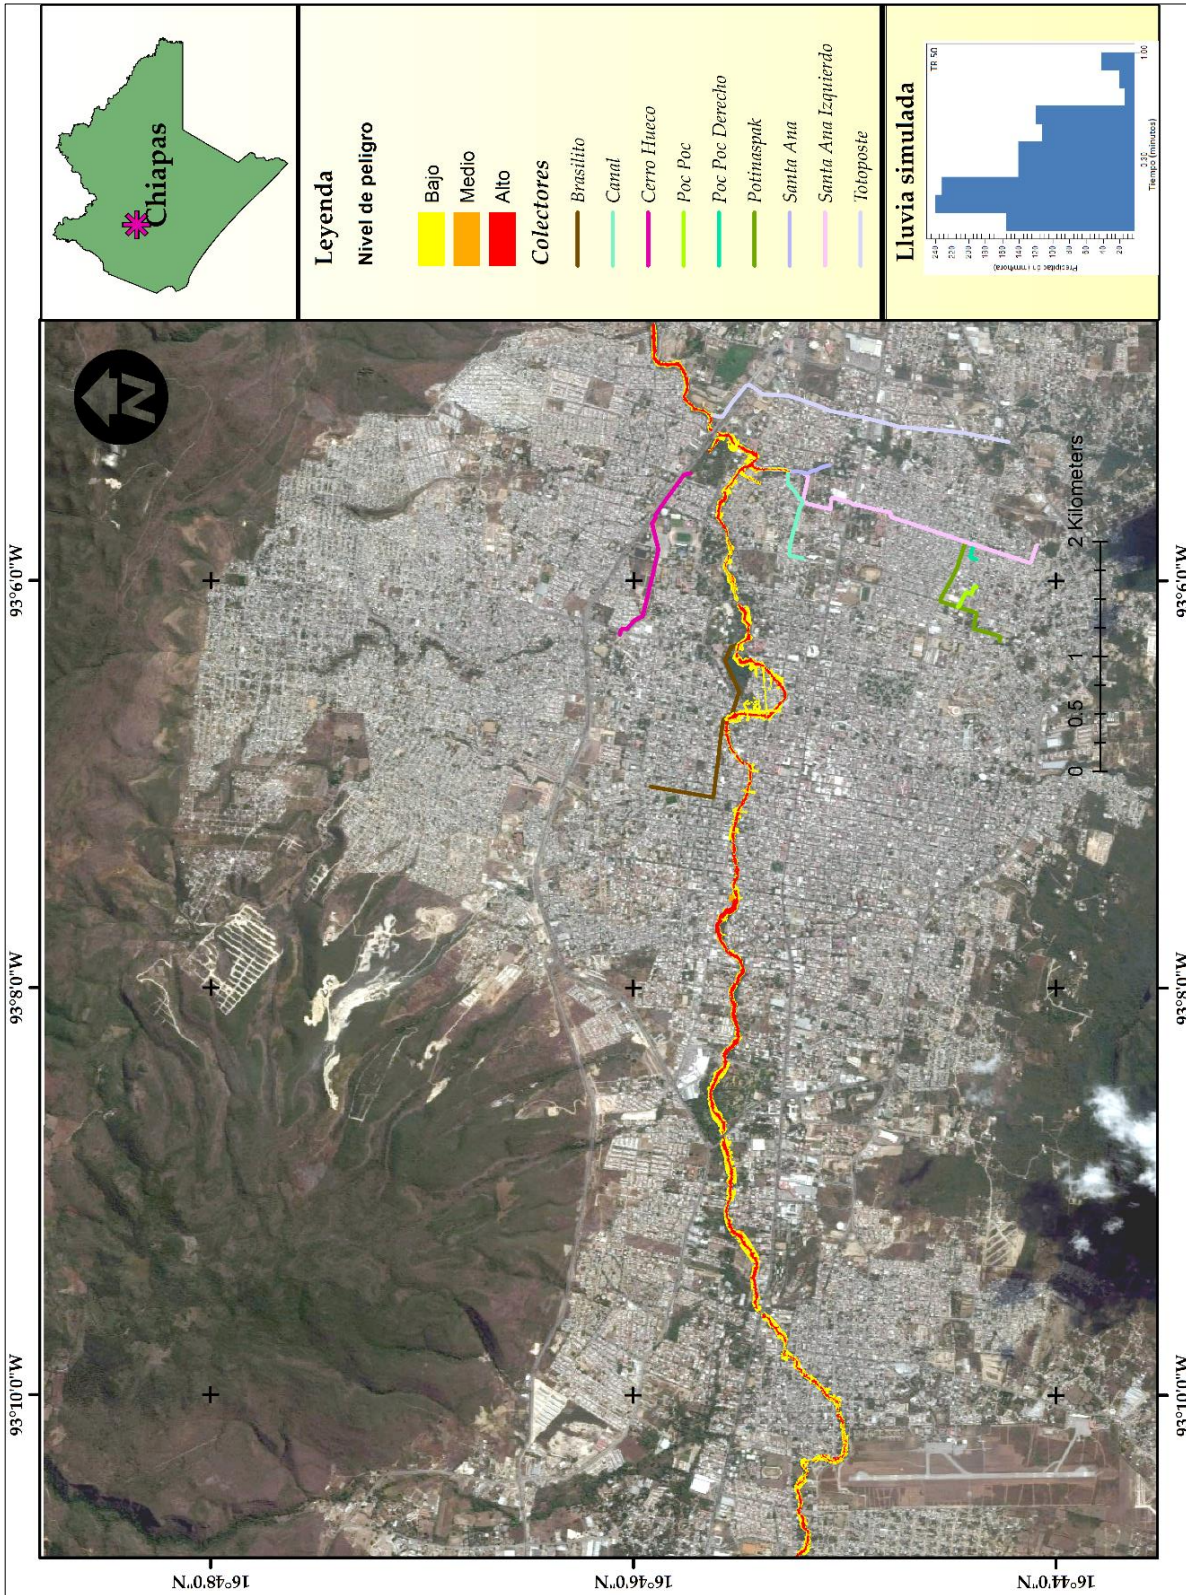 93°10'0"W
93°8'0"W
93°6'0"W
16°48'0"N
16°46'0"N
16°44'0"N
N
0 0.5 1 2 Kilometers
93°10'0"W
93°8'0"W
93°6'0"W
Chiapas
Leyenda
Nivel de peligro
Bajo
Medio
Alto
Colectores
Brasilito
Canal
Cerro Hueco
Poc Poc
Poc Poc Derecho
Potinaspak
Santa Ana
Santa Ana Izquierdo
Totoposte
Lluvia simulada
TR 50
Tiempo (minutos)